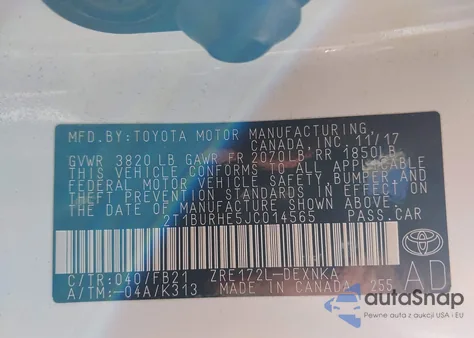 MFD.BY:TOYOTA MOTOR MANUFACTURING,
CANADA,INC 11/17
GVWR 3820 LB GAWR FR 2020LB RR 1850LB
THIS VEHICLE CONFORMS TO ALL APPLICABLE
FEDERAL MOTOR VEHICLE SAFETY BUMPER AND
THEFT PREVENTION STANDARDS IN EFFECT ON
THE DATE OF MANUFACTURE SHOWN ABOVE.
2T1BURHE5JC014565 PASS.CAR
C/TR:040/FB21 ZRE172L-DEXNKA
A/TM:-04A/K313 MADE IN CANADA 255
TOYOTA
AD
autoSnap
Pewne auta z aukcji USA i EU